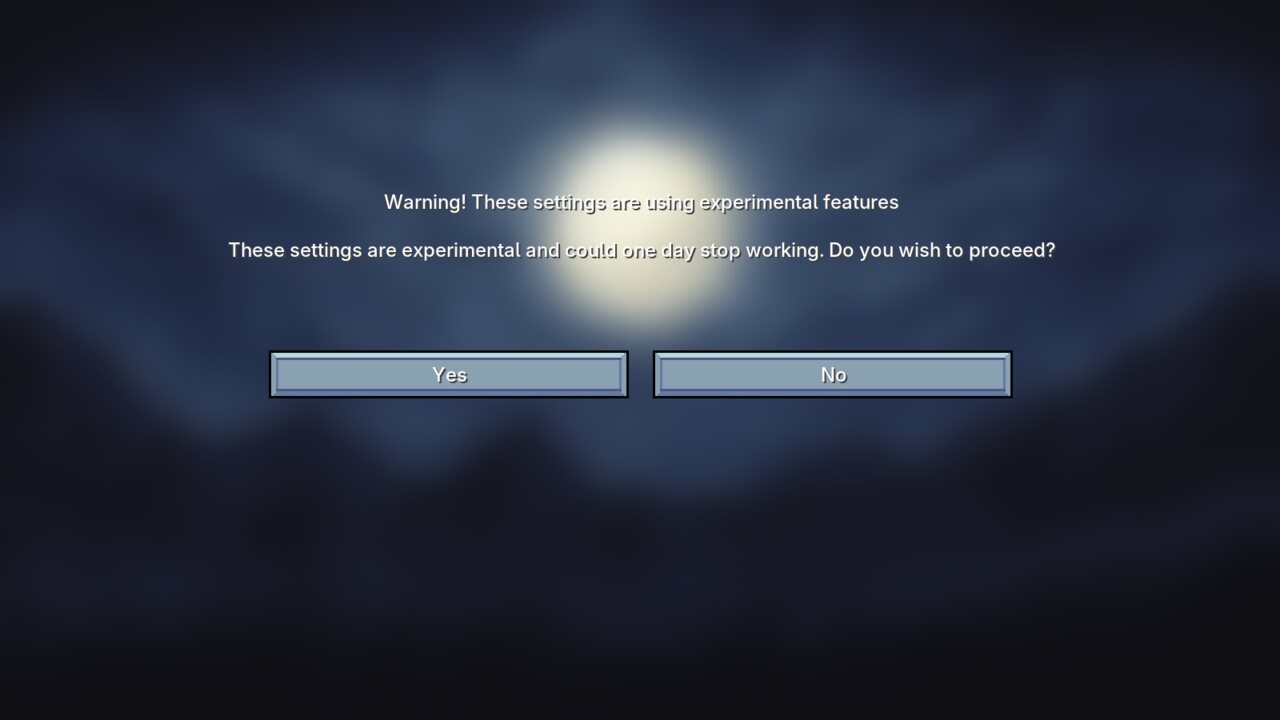 Warning! These settings are using experimental features
These settings are experimental and could one day stop working. Do you wish to proceed?
Yes
No